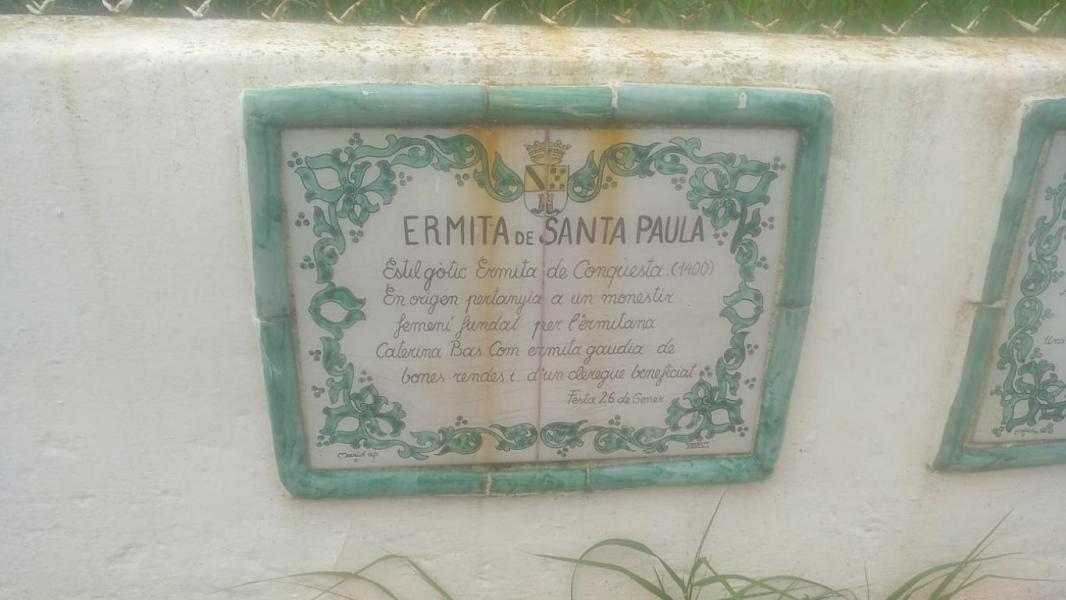 ERMITA DE SANTA PAULA
Estil gòtic Ermita de Conquesta. (1400)
En origen pertanyia a un monestir
femení fundat per l'ermitana
Caterina Bas. Com ermita gaudia de
bones rendes i d'un clergue beneficiat
Festa 26 de Gener.